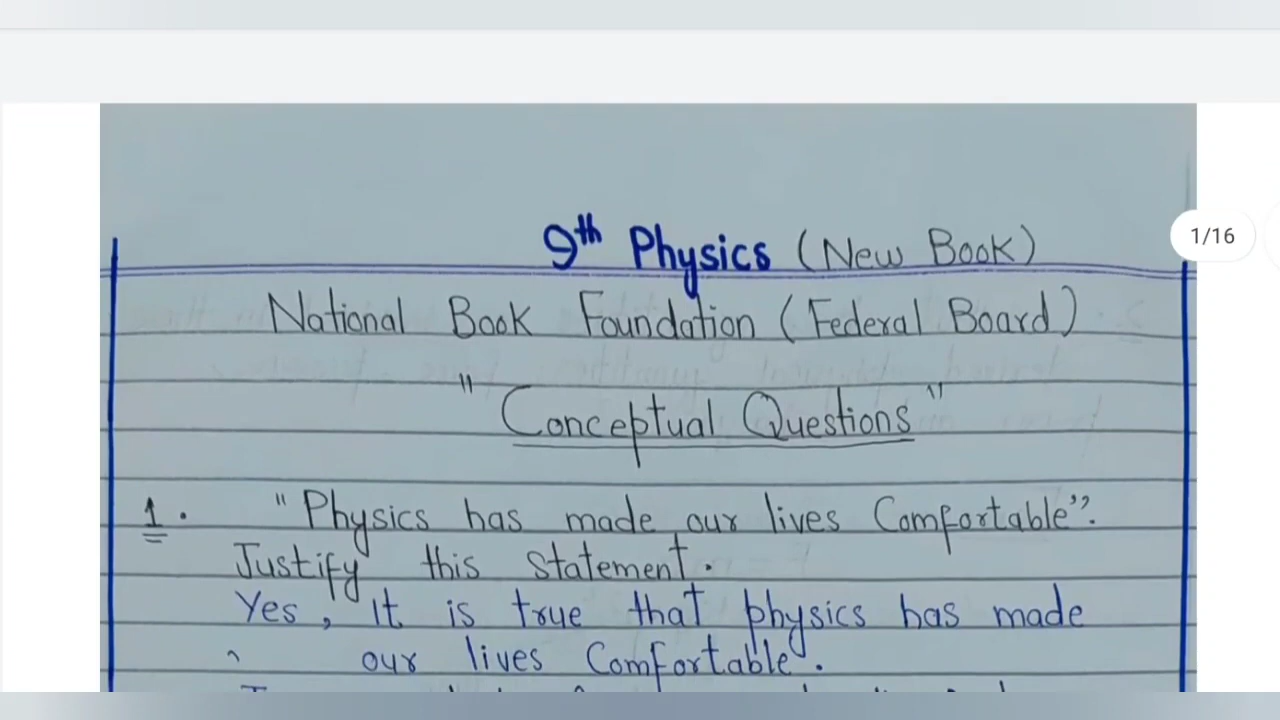 9th Physics (New Book)
1/16
National Book Foundation (Federal Board)
"Conceptual Questions"
1. "Physics has made our lives Comfortable".
Justify this statement.
Yes, It is true that physics has made
our lives Comfortable.